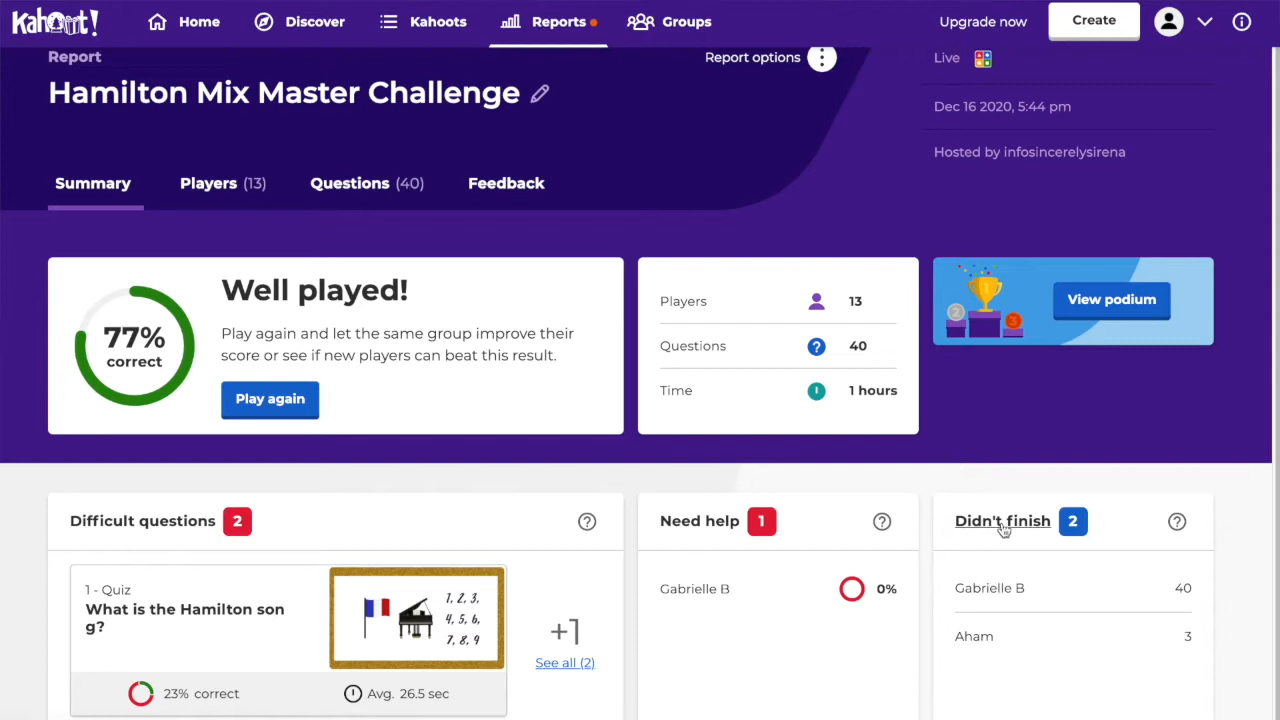 Kahoot!
Home
Discover
Kahoots
Reports
Groups
Upgrade now
Create
Report
Report options
Hamilton Mix Master Challenge
Live
Dec 16 2020, 5:44 pm
Hosted by infosincerelysirena
Summary
Players (13)
Questions (40)
Feedback
77%
correct
Well played!
Play again and let the same group improve their
score or see if new players can beat this result.
Play again
Players 13
Questions ? 40
Time 1 hours
1
2
3
View podium
Difficult questions 2 ?
1 - Quiz
What is the Hamilton son
g?
1, 2, 3,
4, 5, 6,
7, 8, 9
23% correct
Avg. 26.5 sec
+1
See all (2)
Need help 1 ?
Gabrielle B 0%
Didn't finish 2 ?
Gabrielle B 40
Aham 3